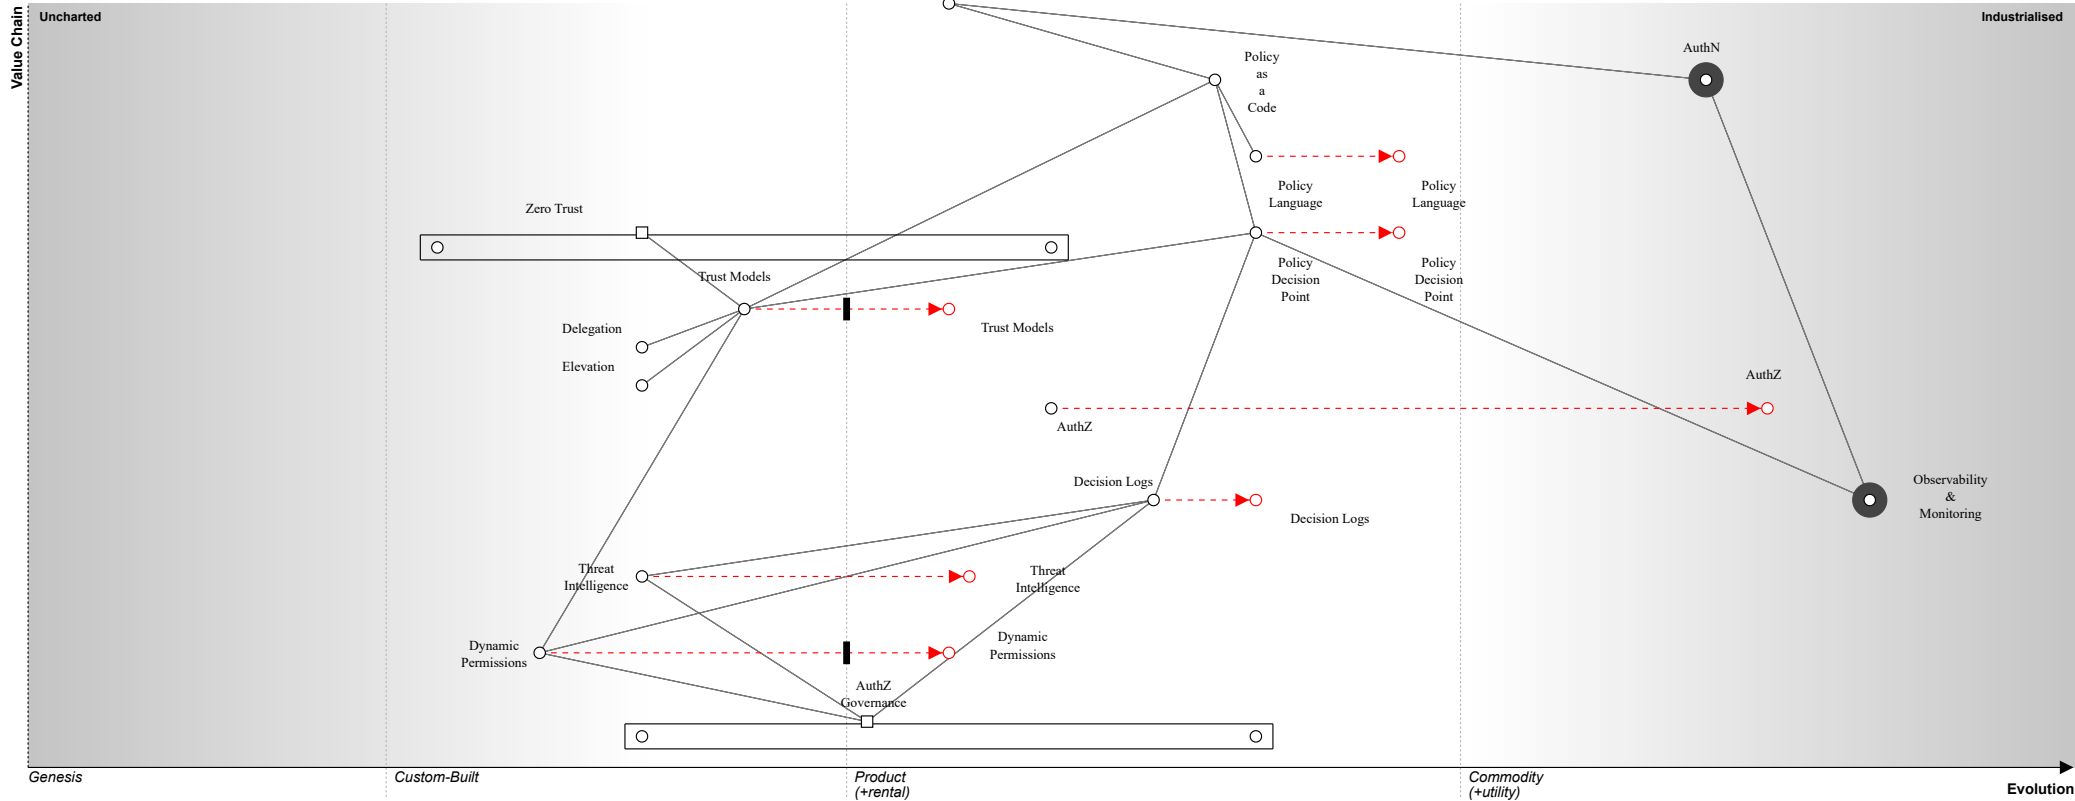 Value Chain
Uncharted
Industrialised
AuthN
Policy
as
a
Code
Policy
Language
Policy
Language
Zero Trust
Policy
Decision
Point
Policy
Decision
Point
Trust Models
Trust Models
Delegation
Elevation
AuthZ
AuthZ
Decision Logs
Decision Logs
Observability
&
Monitoring
Threat
Intelligence
Threat
Intelligence
Dynamic
Permissions
Dynamic
Permissions
AuthZ
Governance
Genesis
Custom-Built
Product
(+rental)
Commodity
(+utility)
Evolution